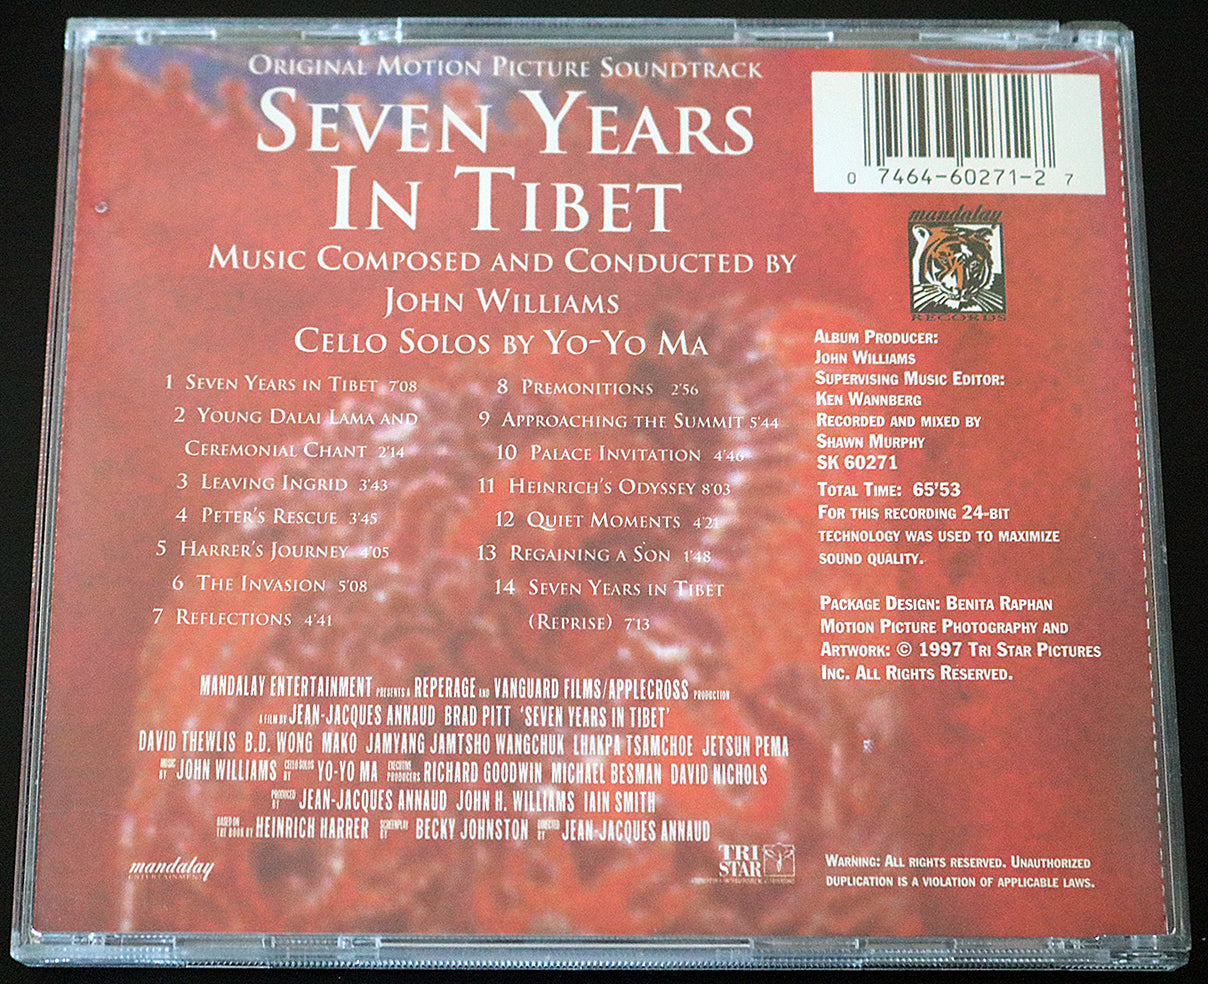 Original Motion Picture Soundtrack
Seven Years
In Tibet
Music Composed and Conducted by
John Williams
Cello Solos by Yo-Yo Ma
1 Seven Years in Tibet 7'08
2 Young Dalai Lama and
Ceremonial Chant 2'14
3 Leaving Ingrid 3'43
4 Peter's Rescue 3'45
5 Harrer's Journey 4'05
6 The Invasion 5'08
7 Reflections 4'41
8 Premonitions 2'56
9 Approaching the Summit 5'44
10 Palace Invitation 4'46
11 Heinrich's Odyssey 8'03
12 Quiet Moments 4'21
13 Regaining a Son 1'48
14 Seven Years in Tibet
(Reprise) 7'13
0 7464-60271-2 7
mandalay
RECORDS
Album Producer:
John Williams
Supervising Music Editor:
Ken Wannberg
Recorded and mixed by
Shawn Murphy
SK 60271
Total Time: 65'53
For this recording 24-bit
technology was used to maximize
sound quality.
Package Design: Benita Raphan
Motion Picture Photography and
Artwork: © 1997 Tri Star Pictures
Inc. All Rights Reserved.
MANDALAY ENTERTAINMENT PRESENTS A REPERAGE AND VANGUARD FILMS/APPLECROSS PRODUCTION
A FILM BY JEAN-JACQUES ANNAUD BRAD PITT 'SEVEN YEARS IN TIBET'
DAVID THEWLIS B.D. WONG MAKO JAMYANG JAMTSHO WANGCHUK LHAKPA TSAMCHOE JETSUN PEMA
MUSIC BY JOHN WILLIAMS CELLO SOLOS BY YO-YO MA EXECUTIVE PRODUCERS RICHARD GOODWIN MICHAEL BESMAN DAVID NICHOLS
PRODUCED BY JEAN-JACQUES ANNAUD JOHN H. WILLIAMS IAIN SMITH
BASED ON THE BOOK BY HEINRICH HARRER SCREENPLAY BY BECKY JOHNSTON DIRECTED BY JEAN-JACQUES ANNAUD
mandalay
ENTERTAINMENT
TRI
STAR
Warning: All rights reserved. Unauthorized
duplication is a violation of applicable laws.